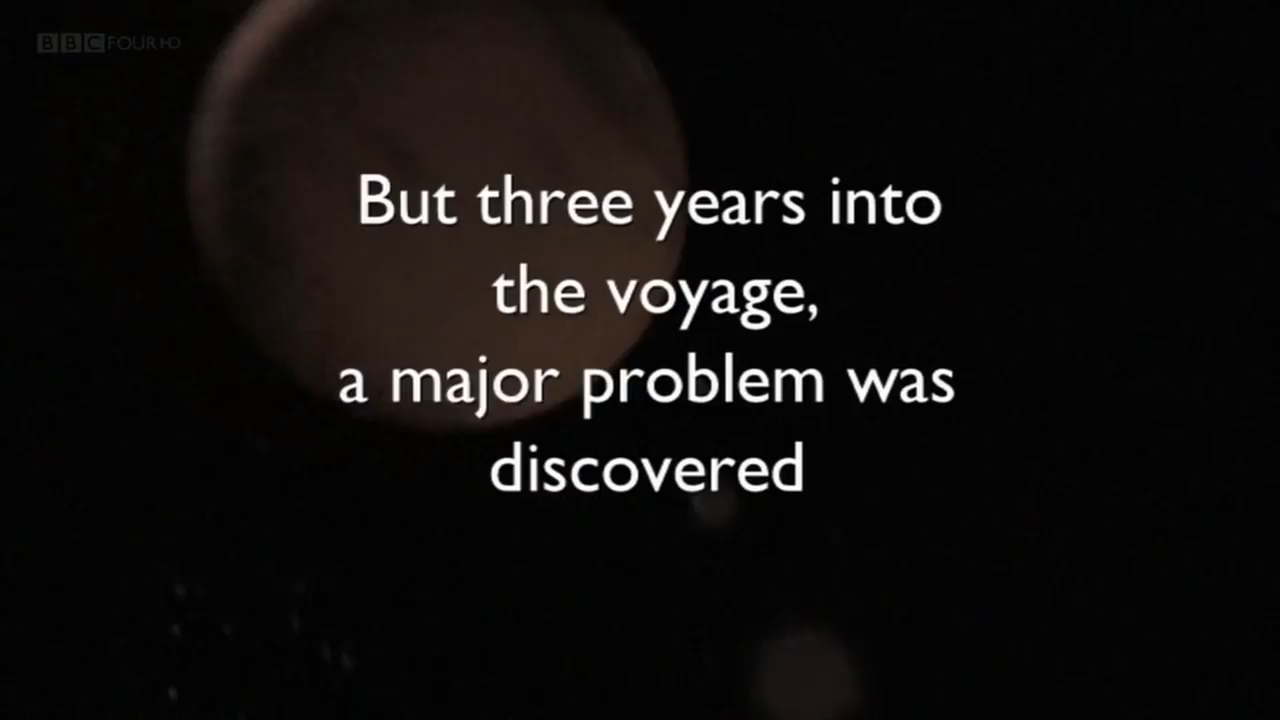 BBC FOUR HD
But three years into
the voyage,
a major problem was
discovered